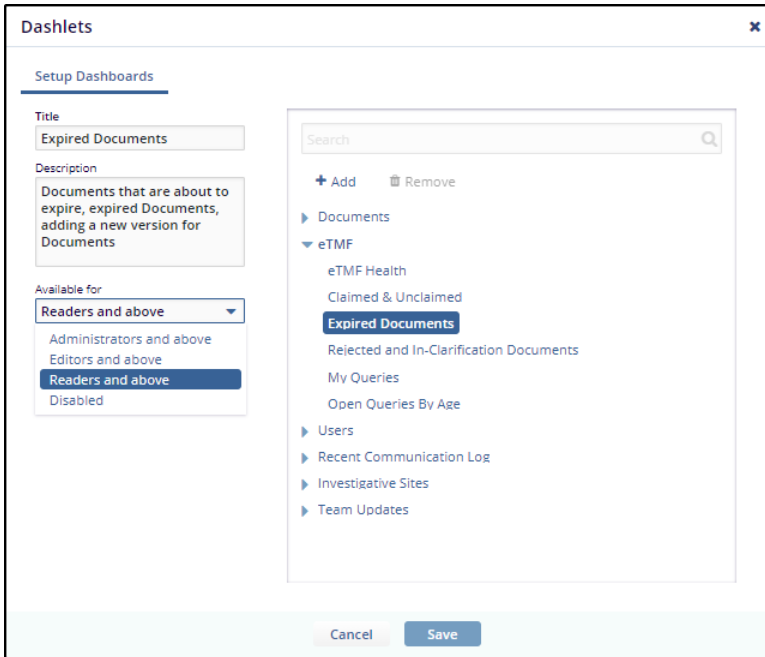 Dashlets
Setup Dashboards
Title
Expired Documents
Description
Documents that are about to
expire, expired Documents,
adding a new version for
Documents
Available for
Readers and above
Administrators and above
Editors and above
Readers and above
Disabled
Search
Add
Remove
Documents
eTMF
eTMF Health
Claimed & Unclaimed
Expired Documents
Rejected and In-Clarification Documents
My Queries
Open Queries By Age
Users
Recent Communication Log
Investigative Sites
Team Updates
Cancel
Save